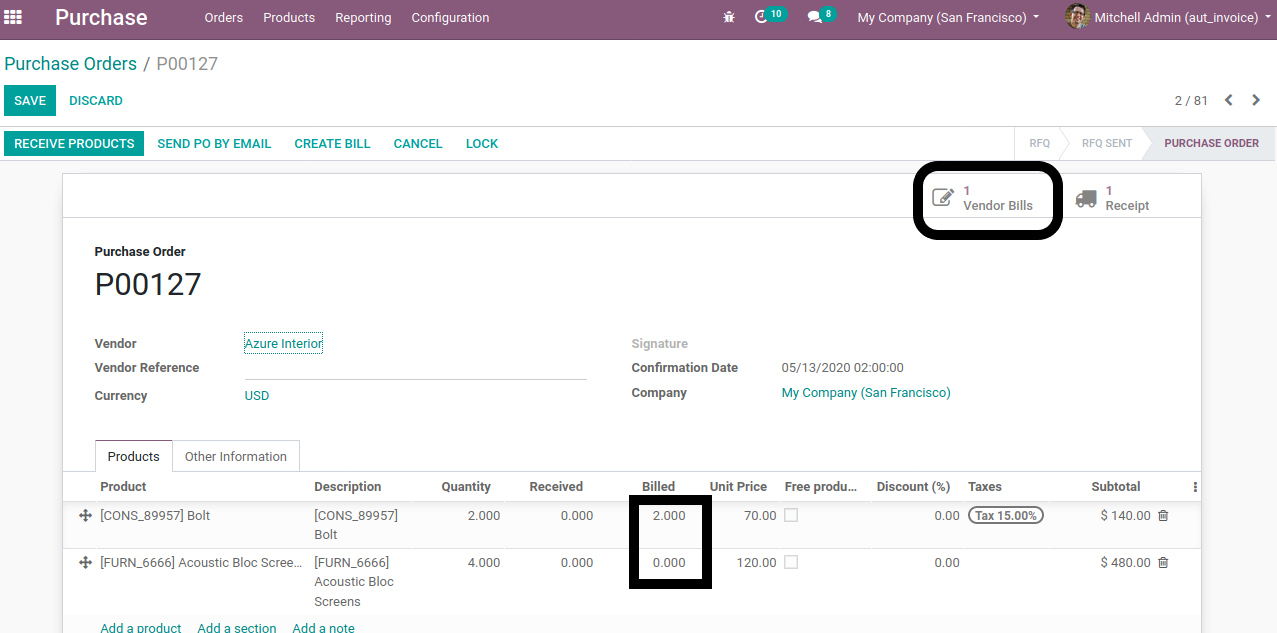 Purchase Orders Products Reporting Configuration 10 8 My Company (San Francisco) Mitchell Admin (aut_invoice)
Purchase Orders / P00127
SAVE DISCARD 2 / 81
RECEIVE PRODUCTS SEND PO BY EMAIL CREATE BILL CANCEL LOCK RFQ RFQ SENT PURCHASE ORDER
1 1
Vendor Bills Receipt
Purchase Order
P00127
Vendor Azure Interior Signature
Vendor Reference Confirmation Date 05/13/2020 02:00:00
Currency USD Company My Company (San Francisco)
Products Other Information
Product Description Quantity Received Billed Unit Price Free produ... Discount (%) Taxes Subtotal
[CONS_89957] Bolt [CONS_89957] 2.000 0.000 2.000 70.00 0.00 Tax 15.00% $ 140.00
Bolt
[FURN_6666] Acoustic Bloc Scree... [FURN_6666] 4.000 0.000 0.000 120.00 0.00 $ 480.00
Acoustic Bloc
Screens
Add a product Add a section Add a note